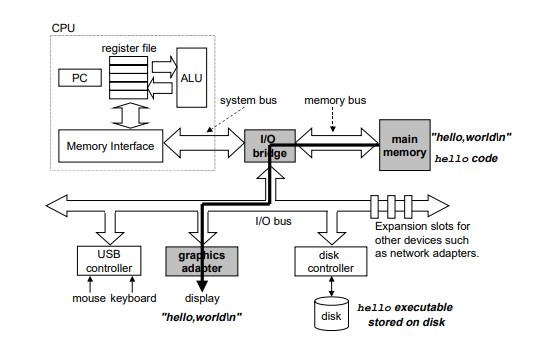 CPU
register file
PC
ALU
system bus
memory bus
Memory Interface
I/O
bridge
main
memory
"hello,world\n"
hello code
I/O bus
Expansion slots for
other devices such
as network adapters.
USB
controller
graphics
adapter
disk
controller
mouse keyboard
display
"hello,world\n"
disk
hello executable
stored on disk